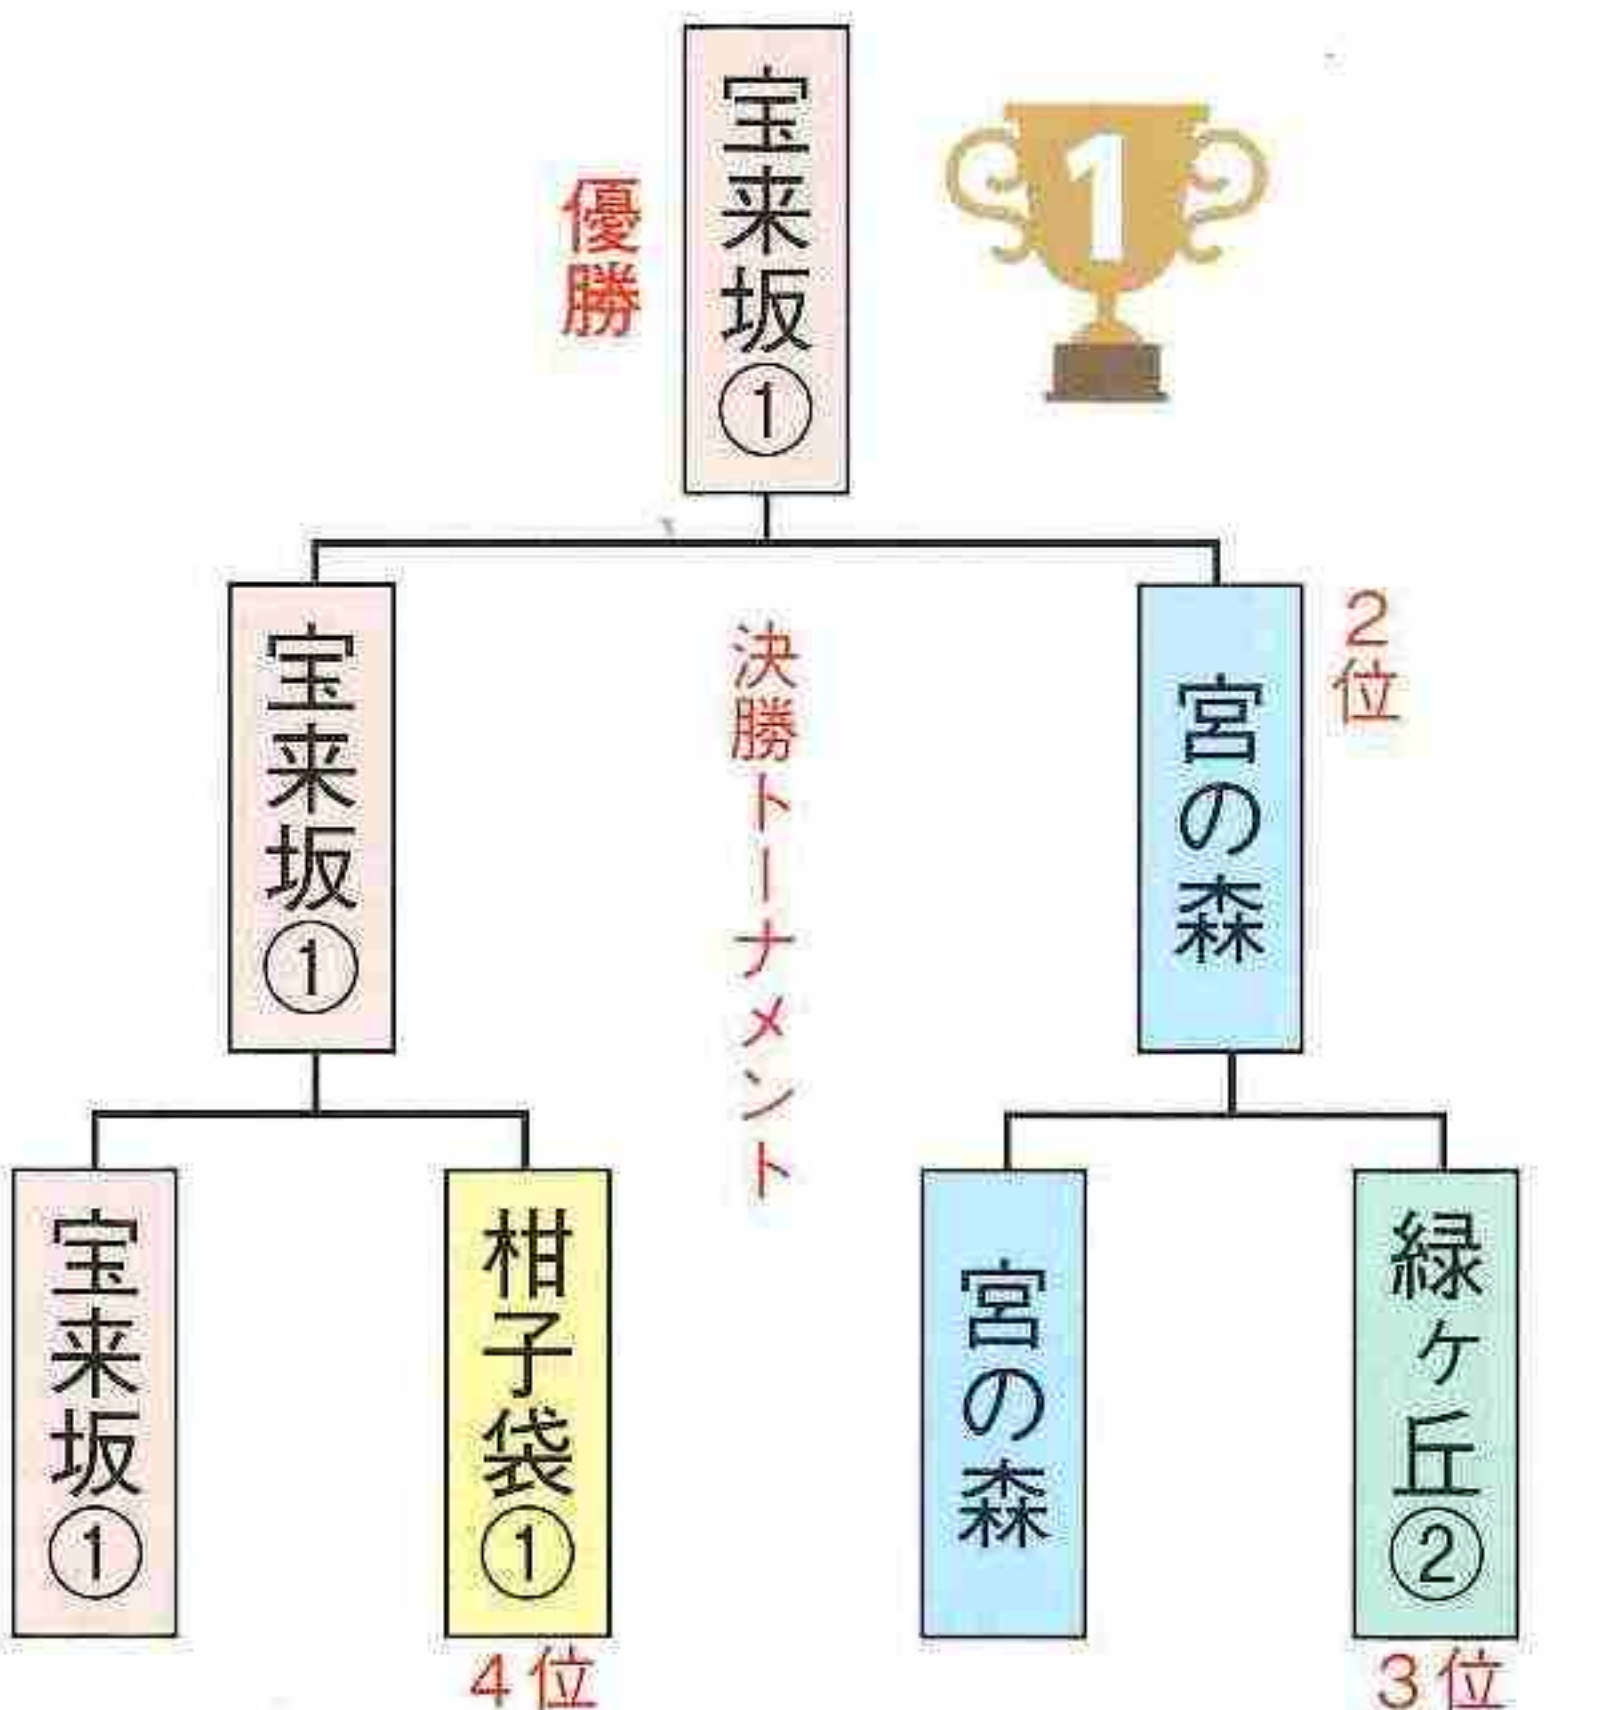 優勝
宝来坂①
1
宝来坂①
決勝トーナメント
宮の森
2位
宝来坂①
柑子袋①
宮の森
緑ヶ丘②
4位
3位